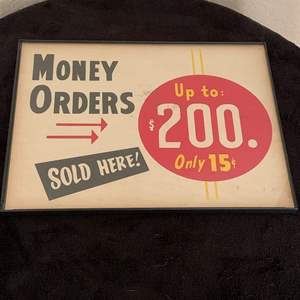 MONEY
ORDERS
SOLD HERE!
Up to:
$200.
Only 15¢